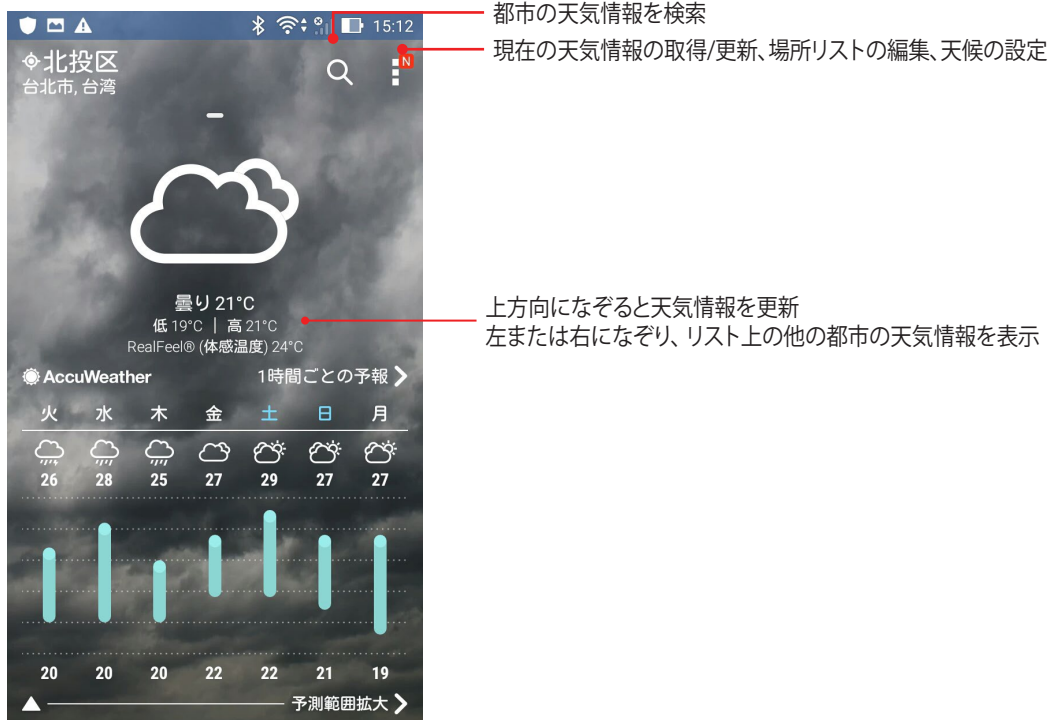 15:12
都市の天気情報を検索
現在の天気情報の取得/更新、場所リストの編集、天候の設定
N
北投区
台北市, 台湾
曇り 21°C
低 19°C | 高 21°C
RealFeel® (体感温度) 24°C
上方向になぞると天気情報を更新
左または右になぞり、リスト上の他の都市の天気情報を表示
AccuWeather 1時間ごとの予報
火 水 木 金 土 日 月
26 28 25 27 29 27 27
20 20 20 22 22 21 19
予測範囲拡大